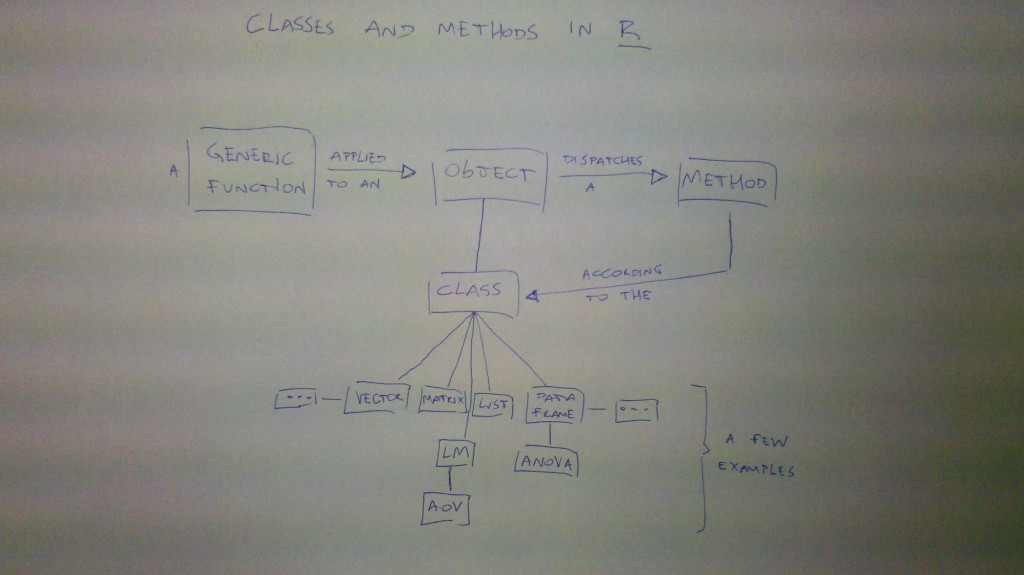 CLASSES AND METHODS IN R
A
GENERIC
FUNCTION
APPLIED
TO AN
OBJECT
DISPATCHES
A
METHOD
CLASS
ACCORDING
TO THE
...
VECTOR
MATRIX
LIST
DATA
FRAME
...
LM
ANOVA
AOV
A FEW
EXAMPLES